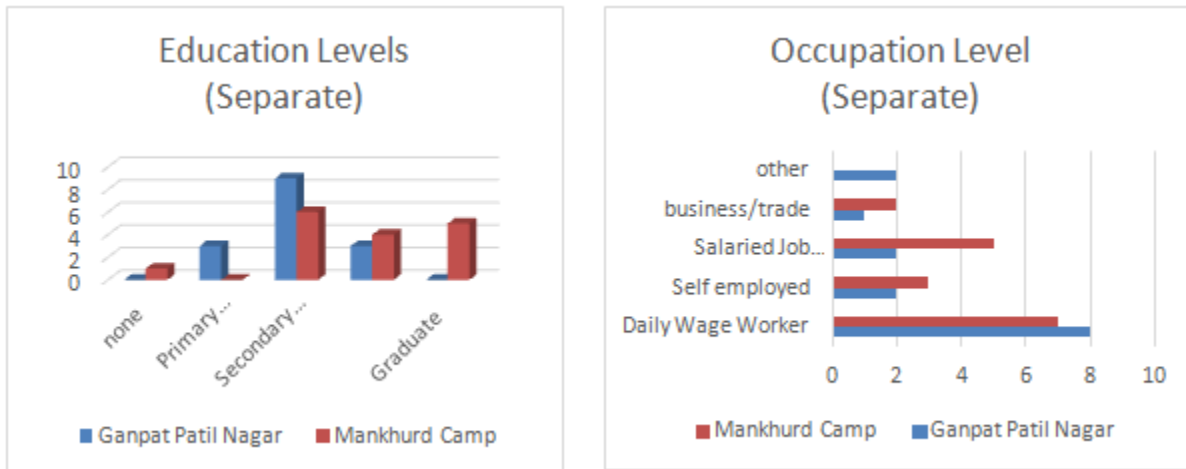 Education Levels
(Separate)
10
8
6
4
2
0
none
Primary...
Secondary...
Graduate
Ganpat Patil Nagar
Mankhurd Camp
Occupation Level
(Separate)
other
business/trade
Salaried Job...
Self employed
Daily Wage Worker
0 2 4 6 8 10
Mankhurd Camp
Ganpat Patil Nagar